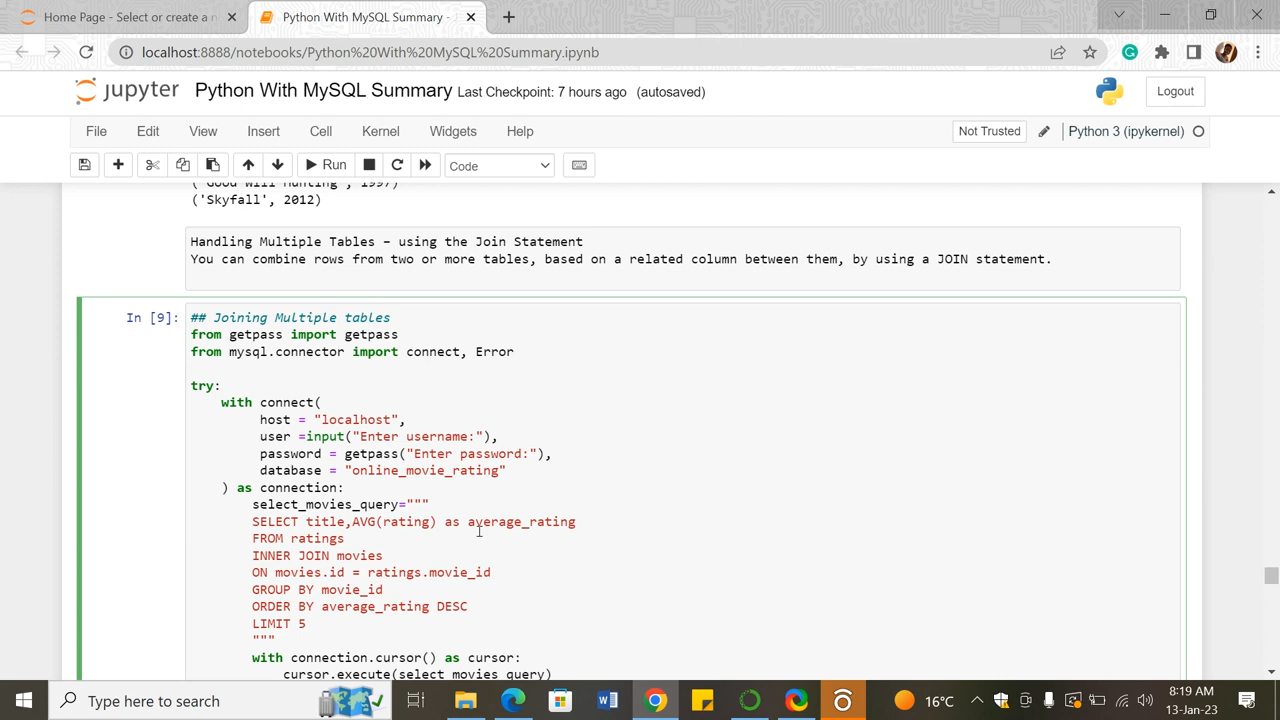 Home Page - Select or create a n
Python With MySQL Summary - J
localhost:8888/notebooks/Python%20With%20MySQL%20Summary.ipynb
jupyter Python With MySQL Summary Last Checkpoint: 7 hours ago (autosaved)
Logout
File Edit View Insert Cell Kernel Widgets Help
Not Trusted
Python 3 (ipykernel)
Run
Code
('Good Will Hunting', 1997)
('Skyfall', 2012)
Handling Multiple Tables – using the Join Statement
You can combine rows from two or more tables, based on a related column between them, by using a JOIN statement.
In [9]:
## Joining Multiple tables
from getpass import getpass
from mysql.connector import connect, Error
try:
with connect(
host = "localhost",
user =input("Enter username:"),
password = getpass("Enter password:"),
database = "online_movie_rating"
) as connection:
select_movies_query="""
SELECT title,AVG(rating) as average_rating
FROM ratings
INNER JOIN movies
ON movies.id = ratings.movie_id
GROUP BY movie_id
ORDER BY average_rating DESC
LIMIT 5
"""
with connection.cursor() as cursor:
cursor.execute(select_movies_query)
Type here to search
16°C
8:19 AM
13-Jan-23